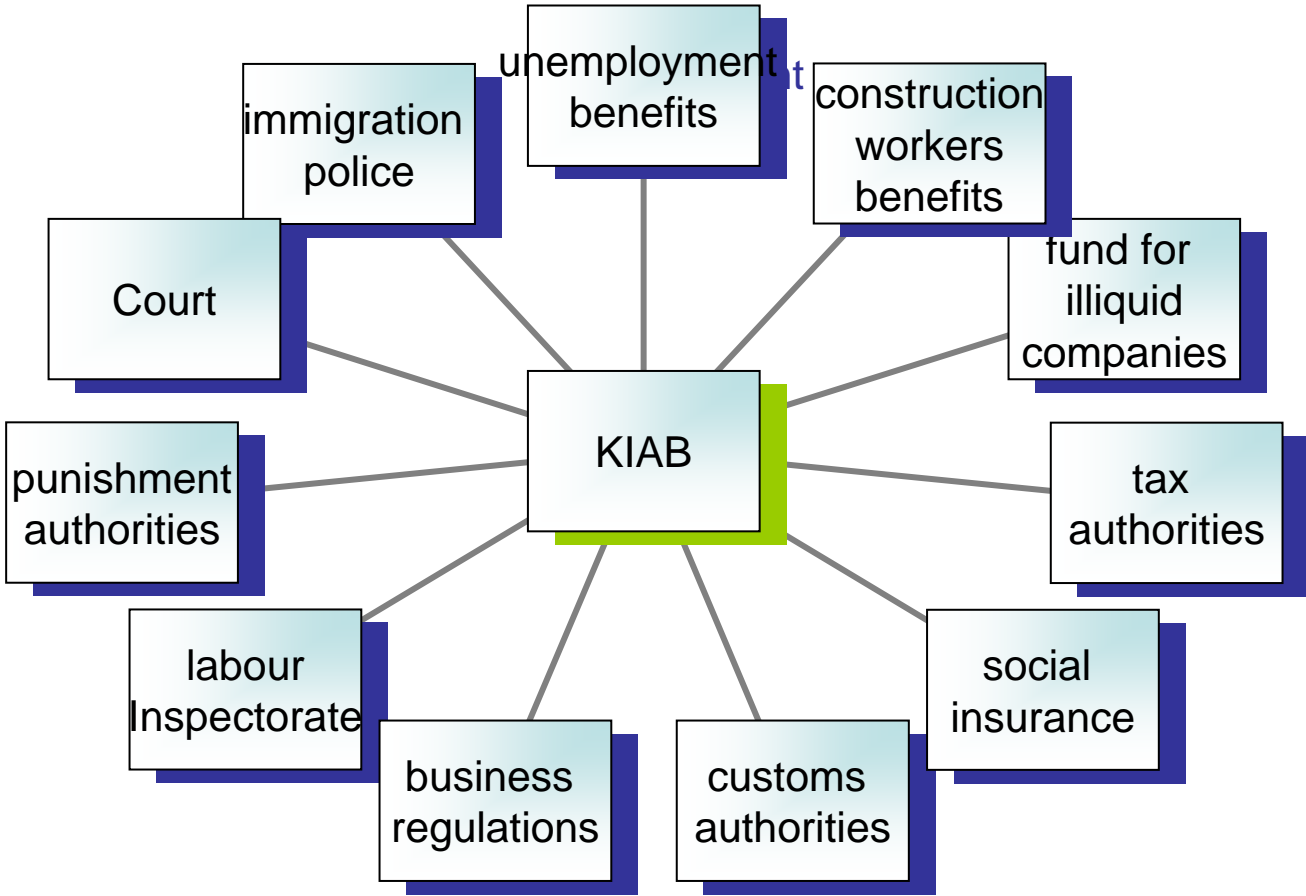 unemployment
benefits
immigration
police
construction
workers
benefits
Court
fund for
illiquid
companies
KIAB
punishment
authorities
tax
authorities
labour
Inspectorate
social
insurance
business
regulations
customs
authorities